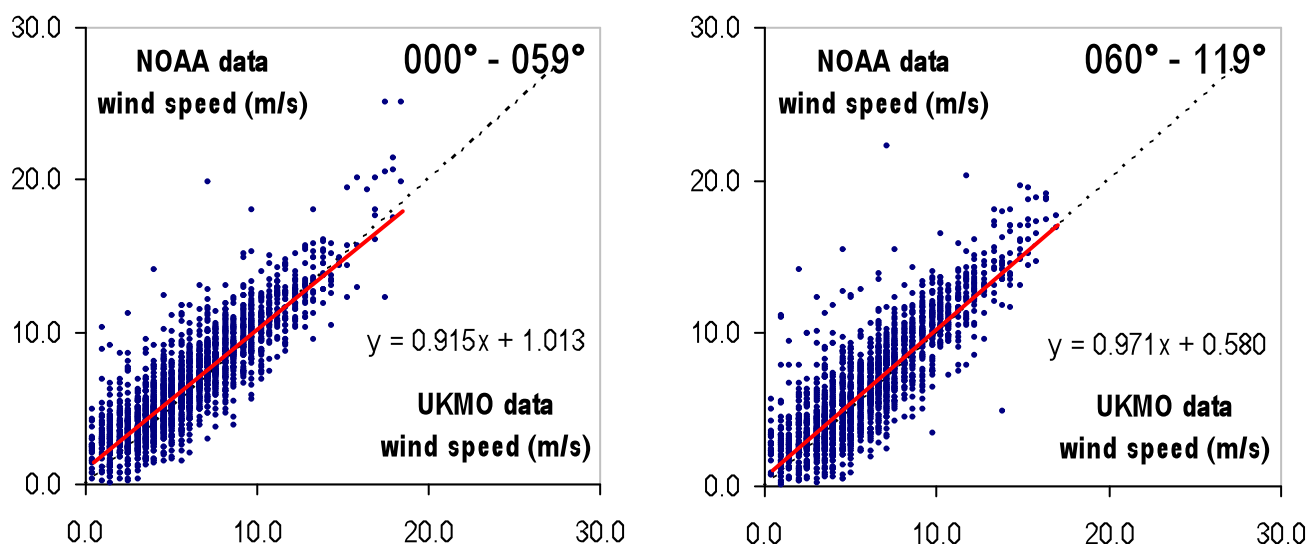 30.0
NOAA data
wind speed (m/s)
000° - 059°
20.0
10.0
y = 0.915x + 1.013
UKMO data
wind speed (m/s)
0.0
0.0 10.0 20.0 30.0
30.0
NOAA data
wind speed (m/s)
060° - 119°
20.0
10.0
y = 0.971x + 0.580
UKMO data
wind speed (m/s)
0.0
0.0 10.0 20.0 30.0